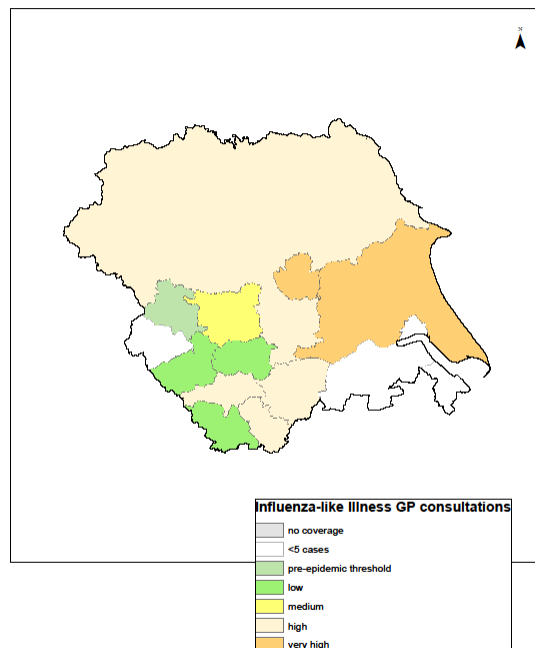 N
Influenza-like Illness GP consultations
no coverage
<5 cases
pre-epidemic threshold
low
medium
high
very high